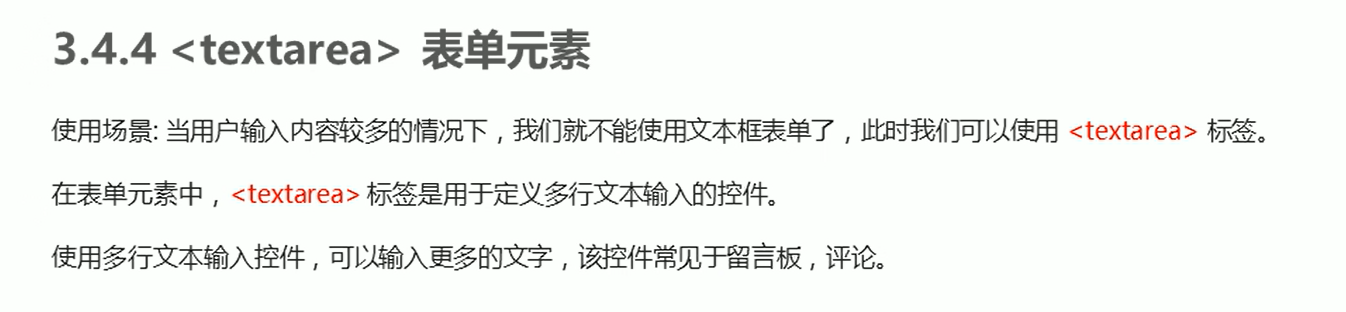 3.4.4 <textarea> 表单元素
使用场景: 当用户输入内容较多的情况下，我们就不能使用文本框表单了，此时我们可以使用 <textarea> 标签。
在表单元素中，<textarea> 标签是用于定义多行文本输入的控件。
使用多行文本输入控件，可以输入更多的文字，该控件常见于留言板，评论。